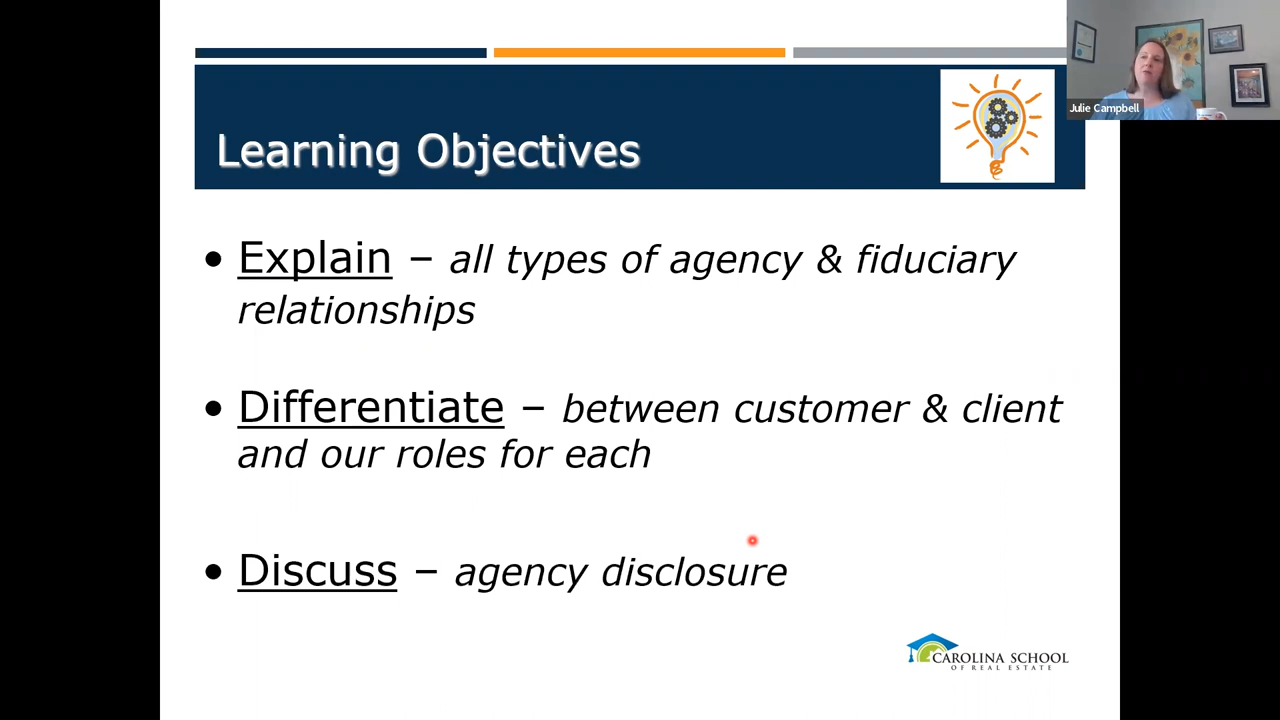 Julie Campbell
Learning Objectives
• Explain – all types of agency & fiduciary
relationships
• Differentiate – between customer & client
and our roles for each
• Discuss – agency disclosure
CAROLINA SCHOOL
OF REAL ESTATE